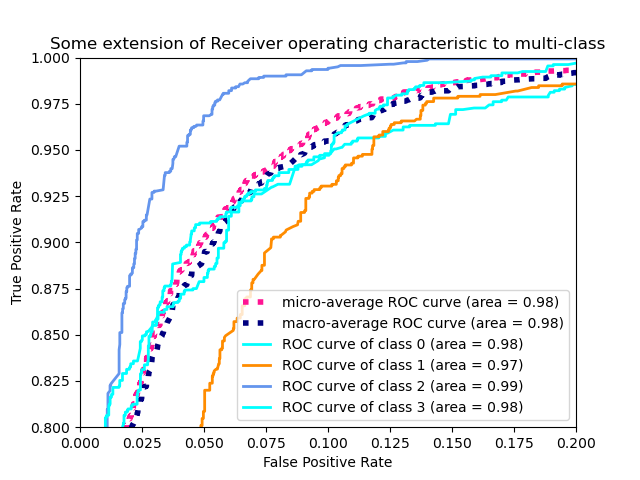 Some extension of Receiver operating characteristic to multi-class
True Positive Rate
1.000
0.975
0.950
0.925
0.900
0.875
0.850
0.825
0.800
micro-average ROC curve (area = 0.98)
macro-average ROC curve (area = 0.98)
ROC curve of class 0 (area = 0.98)
ROC curve of class 1 (area = 0.97)
ROC curve of class 2 (area = 0.99)
ROC curve of class 3 (area = 0.98)
0.000 0.025 0.050 0.075 0.100 0.125 0.150 0.175 0.200
False Positive Rate